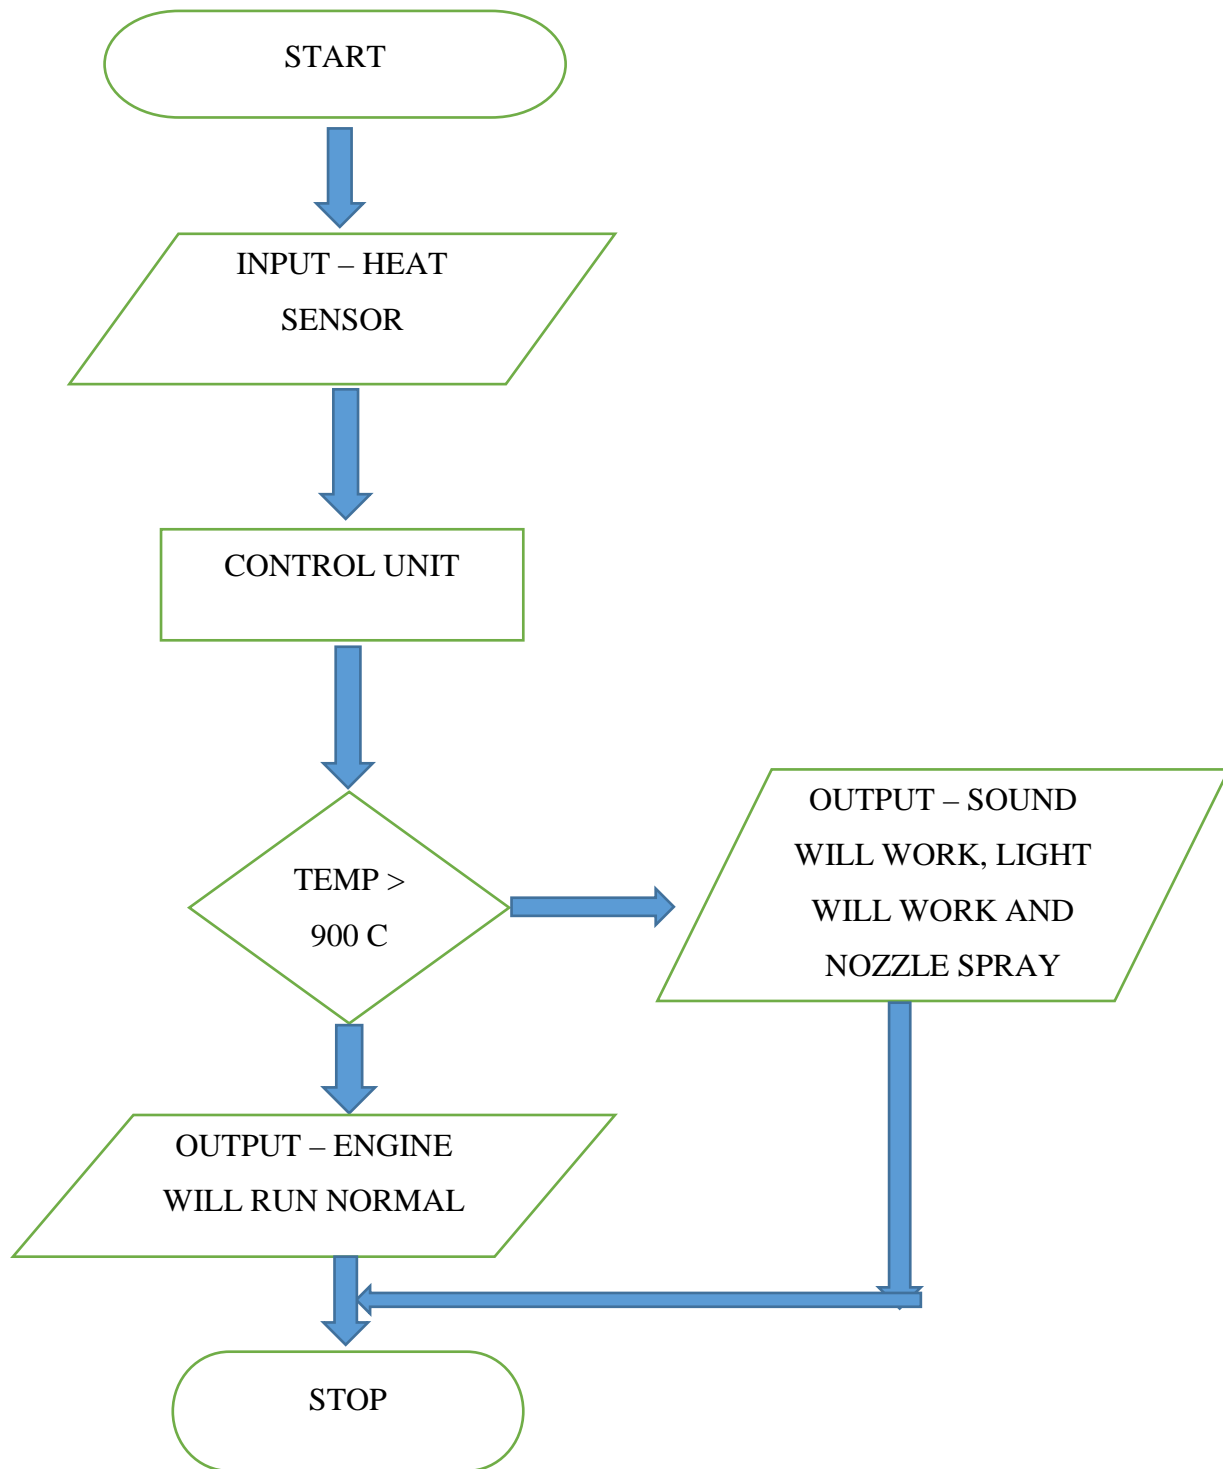 START
INPUT – HEAT
SENSOR
CONTROL UNIT
TEMP >
900 C
OUTPUT – SOUND
WILL WORK, LIGHT
WILL WORK AND
NOZZLE SPRAY
OUTPUT – ENGINE
WILL RUN NORMAL
STOP